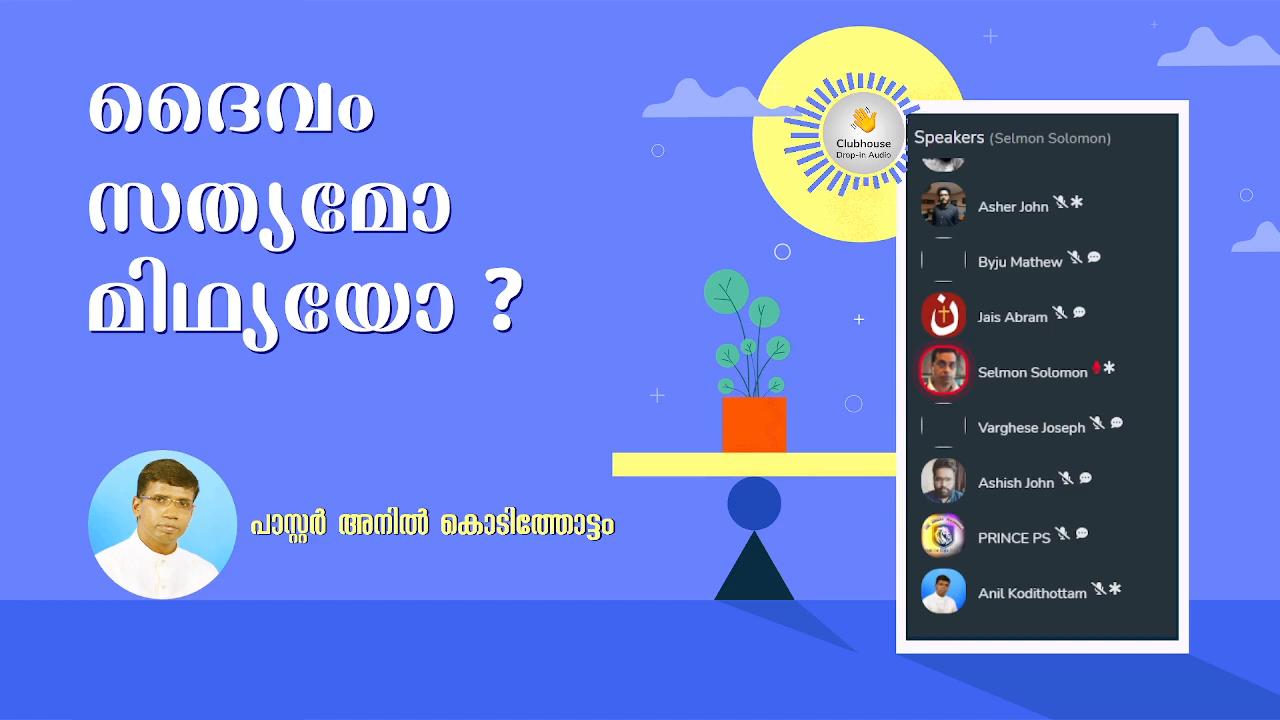 ദൈവം
സത്യമോ
മിഥ്യയോ ?
പാസ്റ്റർ അനിൽ കൊടിത്തോട്ടം
Clubhouse
Drop-in Audio
Speakers (Selmon Solomon)
Asher John
Byju Mathew
Jais Abram
Selmon Solomon
Varghese Joseph
Ashish John
PRINCE PS
Anil Kodithottam